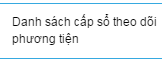 Danh sách cấp sổ theo dõi
phương tiện